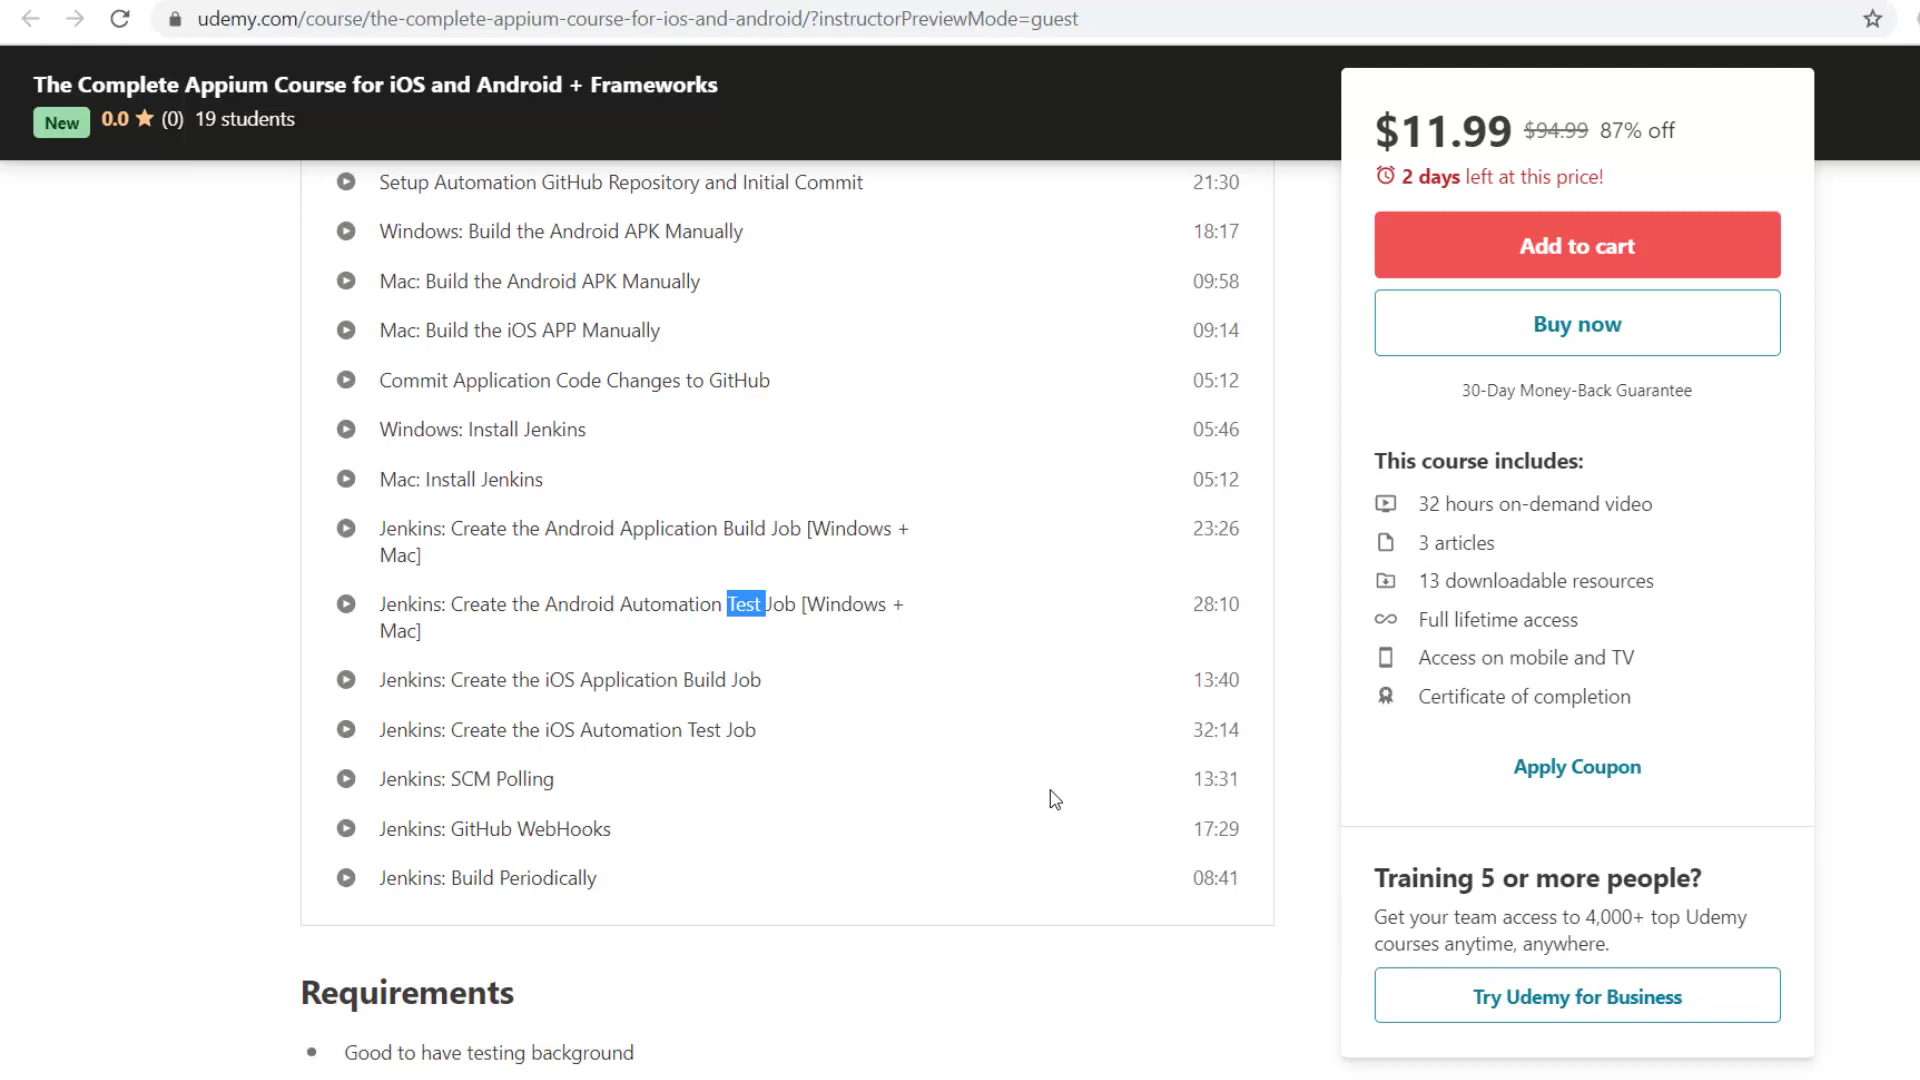 udemy.com/course/the-complete-appium-course-for-ios-and-android/?instructorPreviewMode=guest
The Complete Appium Course for iOS and Android + Frameworks
New 0.0 (0) 19 students
Setup Automation GitHub Repository and Initial Commit 21:30
Windows: Build the Android APK Manually 18:17
Mac: Build the Android APK Manually 09:58
Mac: Build the iOS APP Manually 09:14
Commit Application Code Changes to GitHub 05:12
Windows: Install Jenkins 05:46
Mac: Install Jenkins 05:12
Jenkins: Create the Android Application Build Job [Windows + 23:26
Mac]
Jenkins: Create the Android Automation Test Job [Windows + 28:10
Mac]
Jenkins: Create the iOS Application Build Job 13:40
Jenkins: Create the iOS Automation Test Job 32:14
Jenkins: SCM Polling 13:31
Jenkins: GitHub WebHooks 17:29
Jenkins: Build Periodically 08:41
Requirements
Good to have testing background
$11.99 $94.99 87% off
2 days left at this price!
Add to cart
Buy now
30-Day Money-Back Guarantee
This course includes:
32 hours on-demand video
3 articles
13 downloadable resources
Full lifetime access
Access on mobile and TV
Certificate of completion
Apply Coupon
Training 5 or more people?
Get your team access to 4,000+ top Udemy
courses anytime, anywhere.
Try Udemy for Business